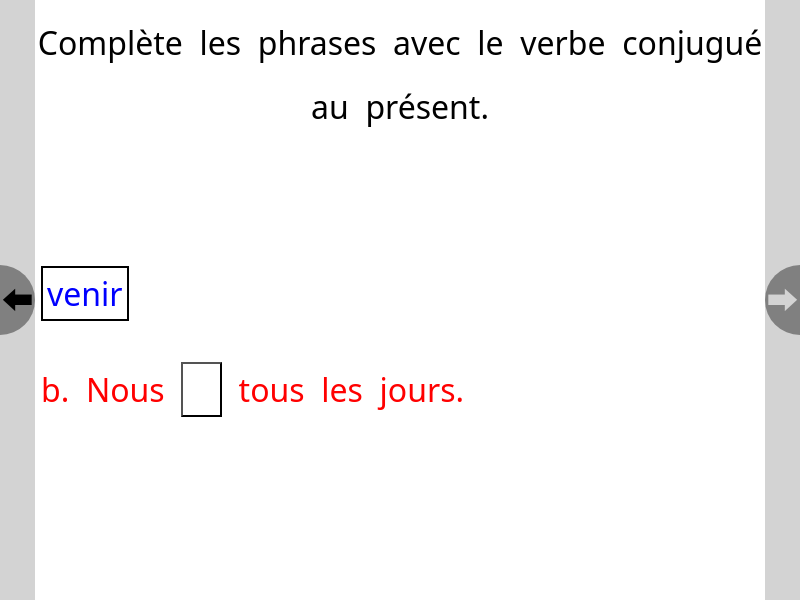 Complète les phrases avec le verbe conjugué
au présent.
venir
b. Nous tous les jours.